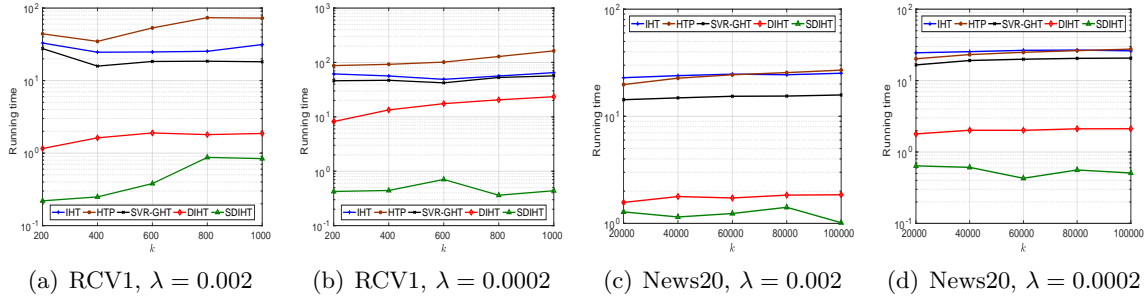 Running time
10^2
10^1
10^0
10^-1
IHT HTP SVR-GHT DIHT SDIHT
200 400 600 800 1000
k
(a) RCV1, λ = 0.002
Running time
10^3
10^2
10^1
10^0
10^-1
IHT HTP SVR-GHT DIHT SDIHT
200 400 600 800 1000
k
(b) RCV1, λ = 0.0002
IHT HTP SVR-GHT DIHT SDIHT
Running time
10^2
10^1
10^0
20000 40000 60000 80000 100000
k
(c) News20, λ = 0.002
IHT HTP SVR-GHT DIHT SDIHT
Running time
10^2
10^1
10^0
10^-1
20000 40000 60000 80000 100000
k
(d) News20, λ = 0.0002